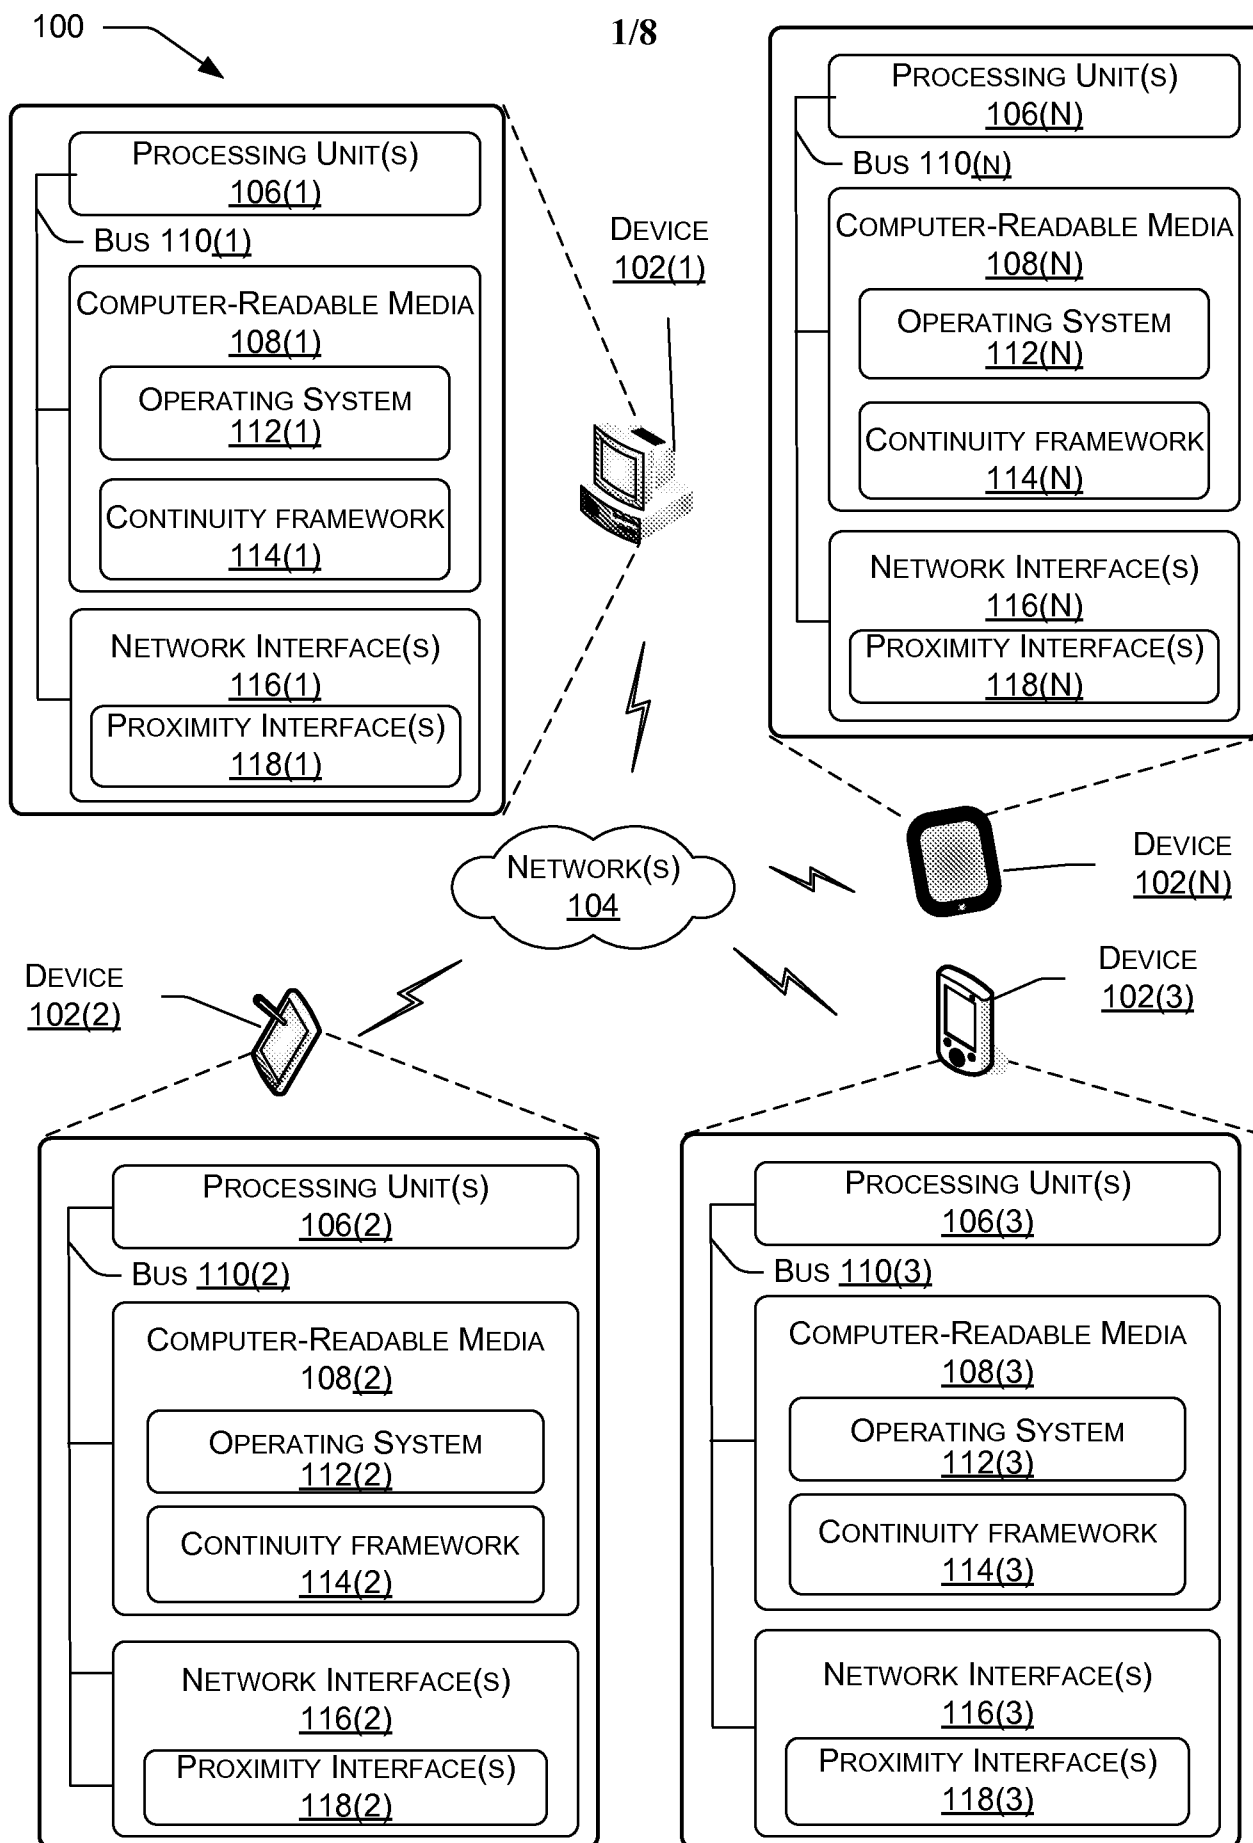 100
1/8
PROCESSING UNIT(S)
106(1)
BUS 110(1)
COMPUTER-READABLE MEDIA
108(1)
OPERATING SYSTEM
112(1)
CONTINUITY FRAMEWORK
114(1)
NETWORK INTERFACE(S)
116(1)
PROXIMITY INTERFACE(S)
118(1)
DEVICE
102(1)
PROCESSING UNIT(S)
106(N)
BUS 110(N)
COMPUTER-READABLE MEDIA
108(N)
OPERATING SYSTEM
112(N)
CONTINUITY FRAMEWORK
114(N)
NETWORK INTERFACE(S)
116(N)
PROXIMITY INTERFACE(S)
118(N)
NETWORK(S)
104
DEVICE
102(N)
DEVICE
102(2)
DEVICE
102(3)
PROCESSING UNIT(S)
106(2)
BUS 110(2)
COMPUTER-READABLE MEDIA
108(2)
OPERATING SYSTEM
112(2)
CONTINUITY FRAMEWORK
114(2)
NETWORK INTERFACE(S)
116(2)
PROXIMITY INTERFACE(S)
118(2)
PROCESSING UNIT(S)
106(3)
BUS 110(3)
COMPUTER-READABLE MEDIA
108(3)
OPERATING SYSTEM
112(3)
CONTINUITY FRAMEWORK
114(3)
NETWORK INTERFACE(S)
116(3)
PROXIMITY INTERFACE(S)
118(3)